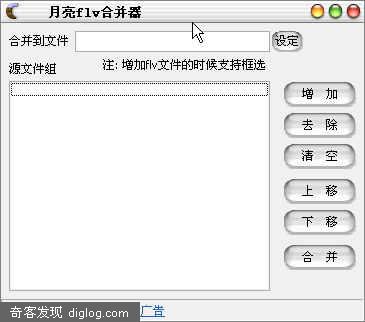 月亮flv合并器
合并到文件 设定
源文件组 注: 增加flv文件的时候支持框选
增 加
去 除
清 空
上 移
下 移
合 并
奇客发现 diglog.com 广告